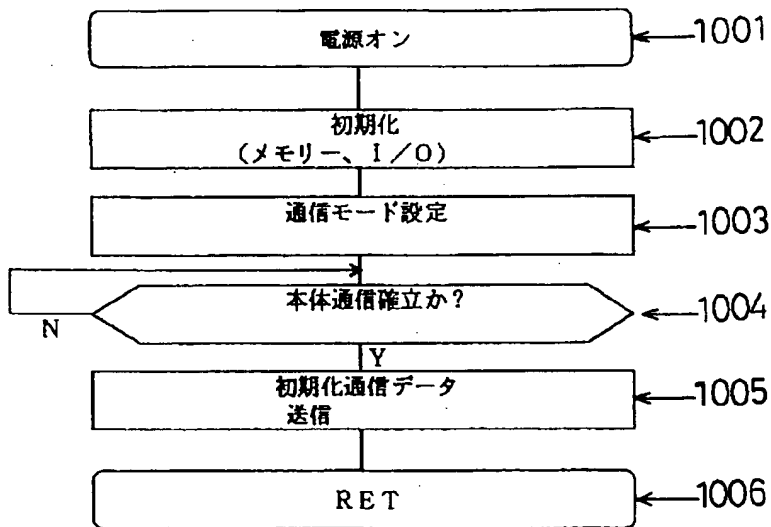 電源オン
1001
初期化
(メモリー、I/O)
1002
通信モード設定
1003
本体通信確立か?
1004
N
Y
初期化通信データ
送信
1005
RET
1006